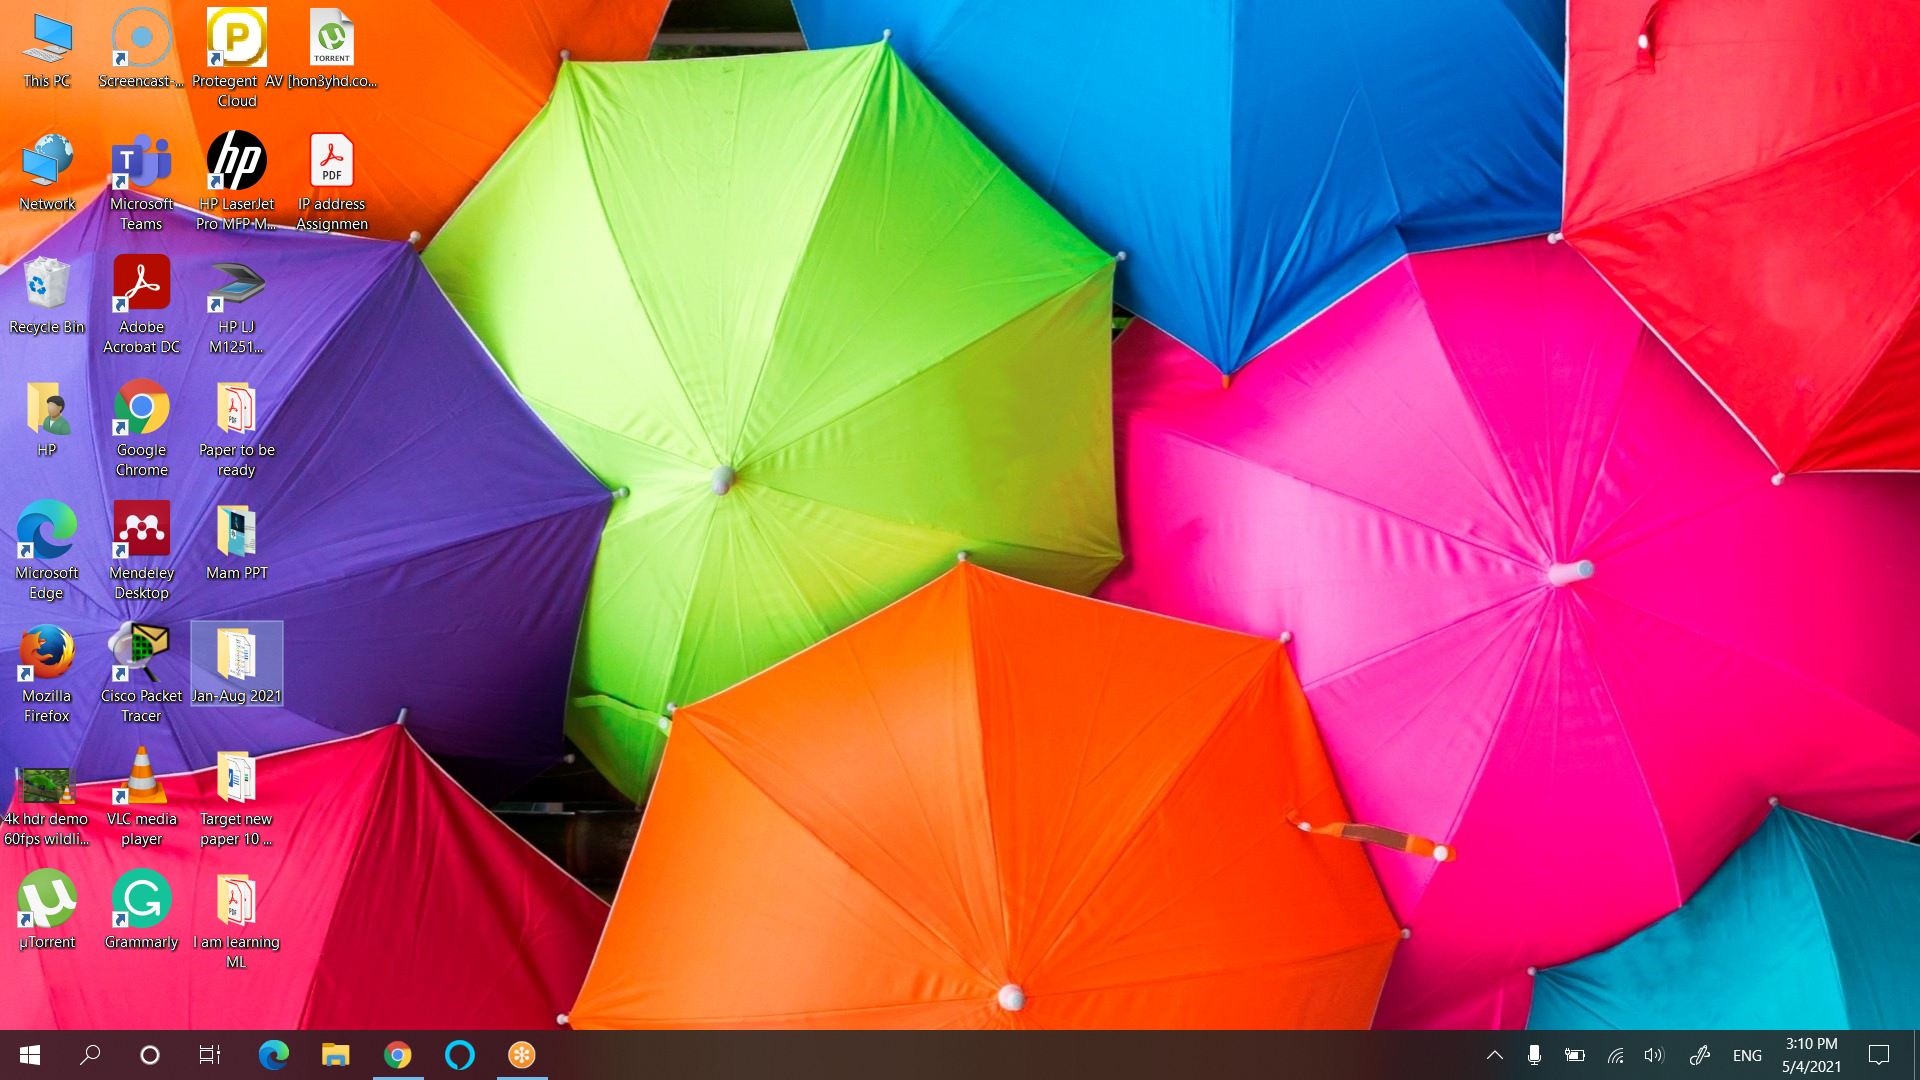 This PC
Screencast-...
Protegent AV
Cloud
TORRENT
[hon3yhd.co...
Network
T
Microsoft
Teams
hp
HP LaserJet
Pro MFP M...
PDF
IP address
Assignmen
Recycle Bin
Adobe
Acrobat DC
HP LJ
M1251...
HP
Google
Chrome
PDF
Paper to be
ready
Microsoft
Edge
Mendeley
Desktop
Mam PPT
Mozilla
Firefox
Cisco Packet
Tracer
Jan-Aug 2021
4k hdr demo
60fps wildli...
VLC media
player
Target new
paper 10 ...
µTorrent
Grammarly
PDF
I am learning
ML
ENG
3:10 PM
5/4/2021